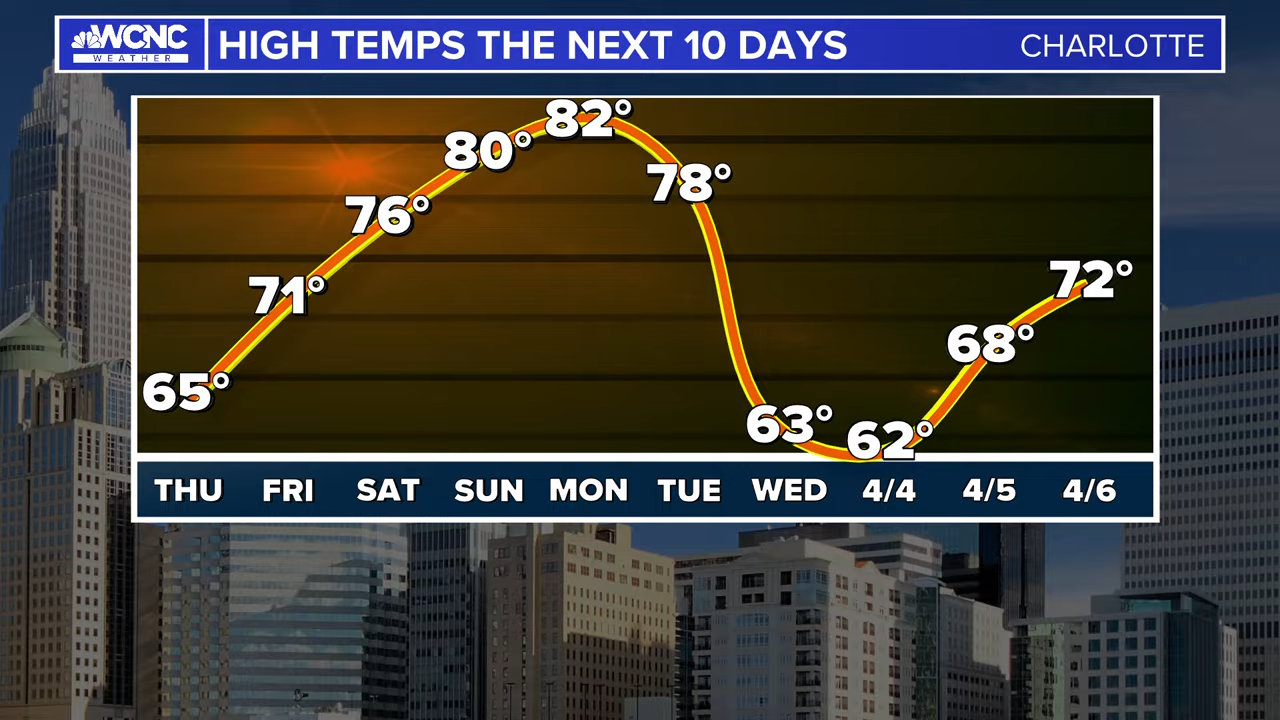 WCNC
WEATHER
HIGH TEMPS THE NEXT 10 DAYS
CHARLOTTE
65° 71° 76° 80° 82° 78° 63° 62° 68° 72°
THU FRI SAT SUN MON TUE WED 4/4 4/5 4/6